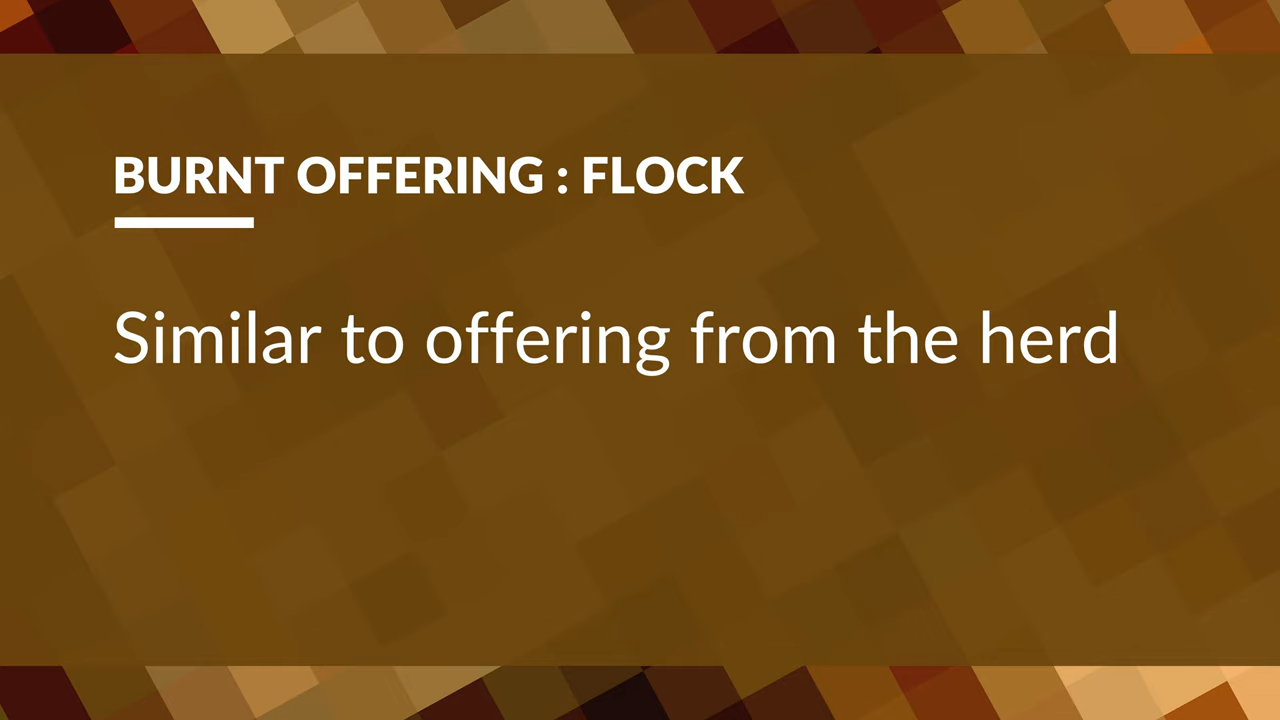 BURNT OFFERING : FLOCK
Similar to offering from the herd